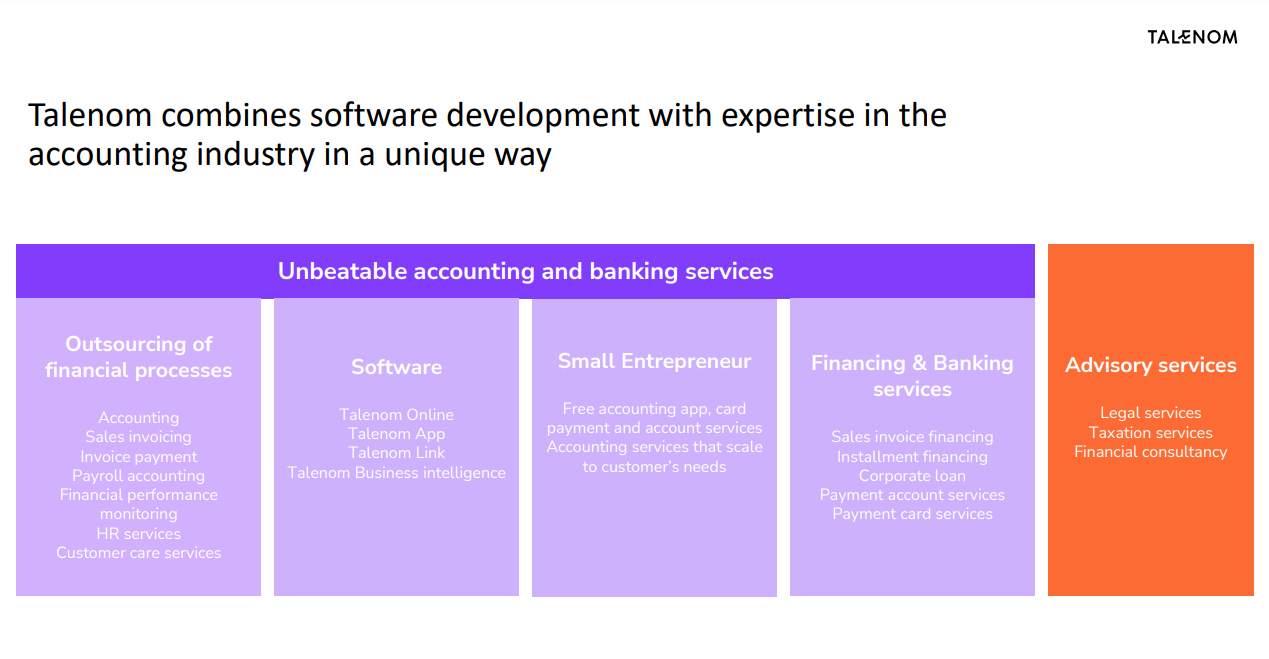 TALENOM
Talenom combines software development with expertise in the
accounting industry in a unique way
Unbeatable accounting and banking services
Outsourcing of
financial processes
Accounting
Sales invoicing
Invoice payment
Payroll accounting
Financial performance
monitoring
HR services
Customer care services
Software
Talenom Online
Talenom App
Talenom Link
Talenom Business intelligence
Small Entrepreneur
Free accounting app, card
payment and account services
Accounting services that scale
to customer's needs
Financing & Banking
services
Sales invoice financing
Installment financing
Corporate loan
Payment account services
Payment card services
Advisory services
Legal services
Taxation services
Financial consultancy